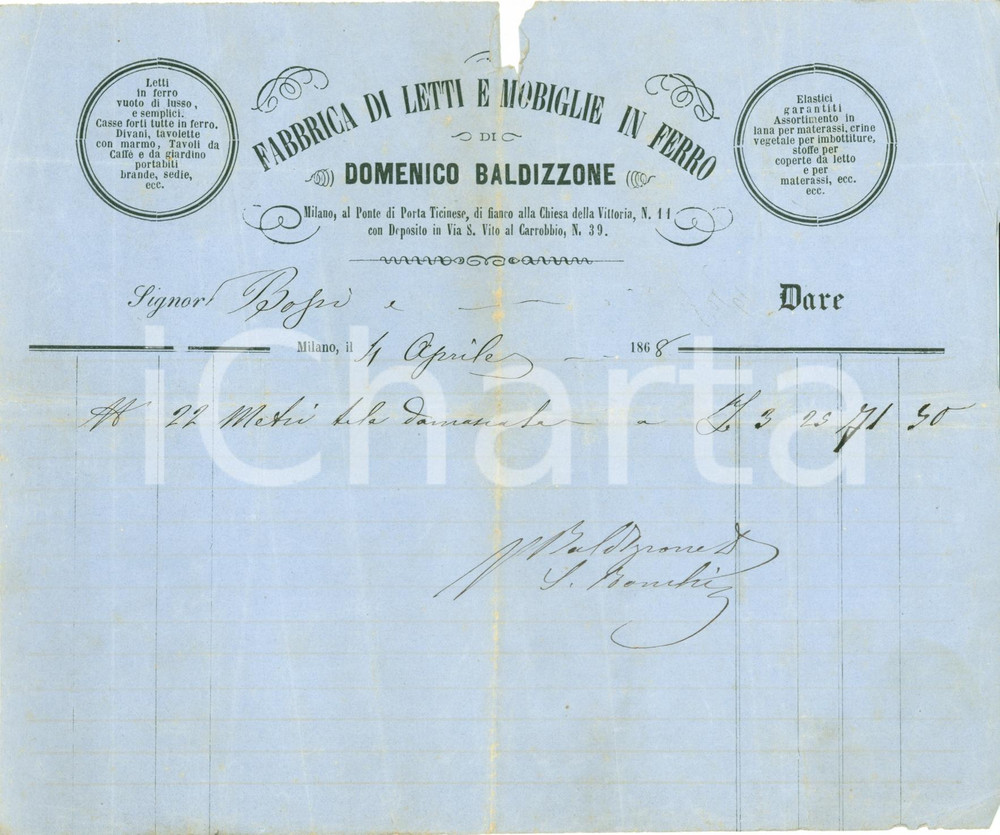 Letti
in ferro
vuoto di lusso,
e semplici.
Casse forti tutte in ferro.
Divani, tavolette
con marmo, Tavoli da
Caffè e da giardino
portabili
brande, sedie,
ecc.
FABBRICA DI LETTI E MOBIGLIE IN FERRO
DI
DOMENICO BALDIZZONE
Milano, al Ponte di Porta Ticinese, di fianco alla Chiesa della Vittoria, N. 11
con Deposito in Via S. Vito al Carrobbio, N. 39.
Elastici
garantiti
Assortimento in
lana per materassi, crine
vegetale per imbottiture,
stoffe per
coperte da letto
e per
materassi, ecc.
ecc.
Signor Bossi e
Dare
Milano, il 4 Aprile 1868
22 Metri tela Damascata a L 3 25 71 50
Baldizzone D
iCharta